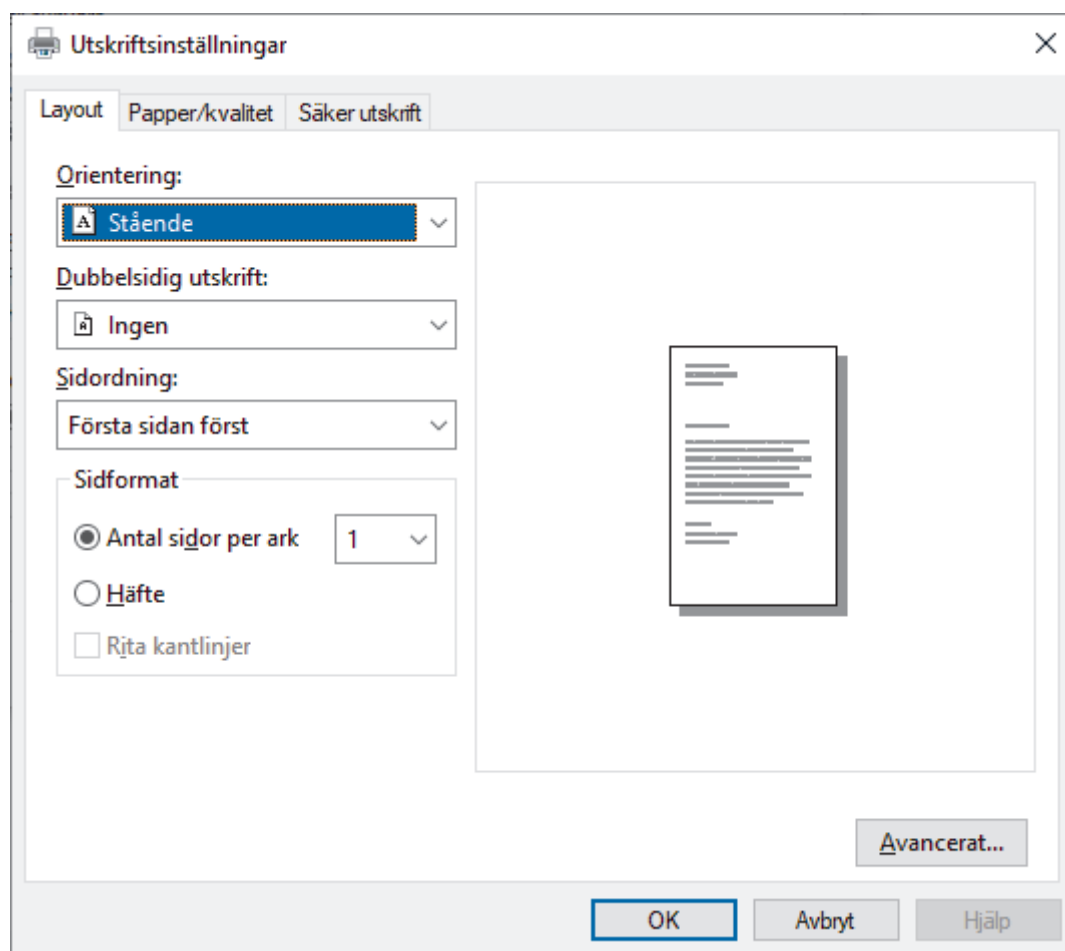 Utskriftsinställningar
Layout Papper/kvalitet Säker utskrift
Orientering:
Stående
Dubbelsidig utskrift:
Ingen
Sidordning:
Första sidan först
Sidformat
Antal sidor per ark 1
Häfte
Rita kantlinjer
Avancerat...
OK Avbryt Hjälp